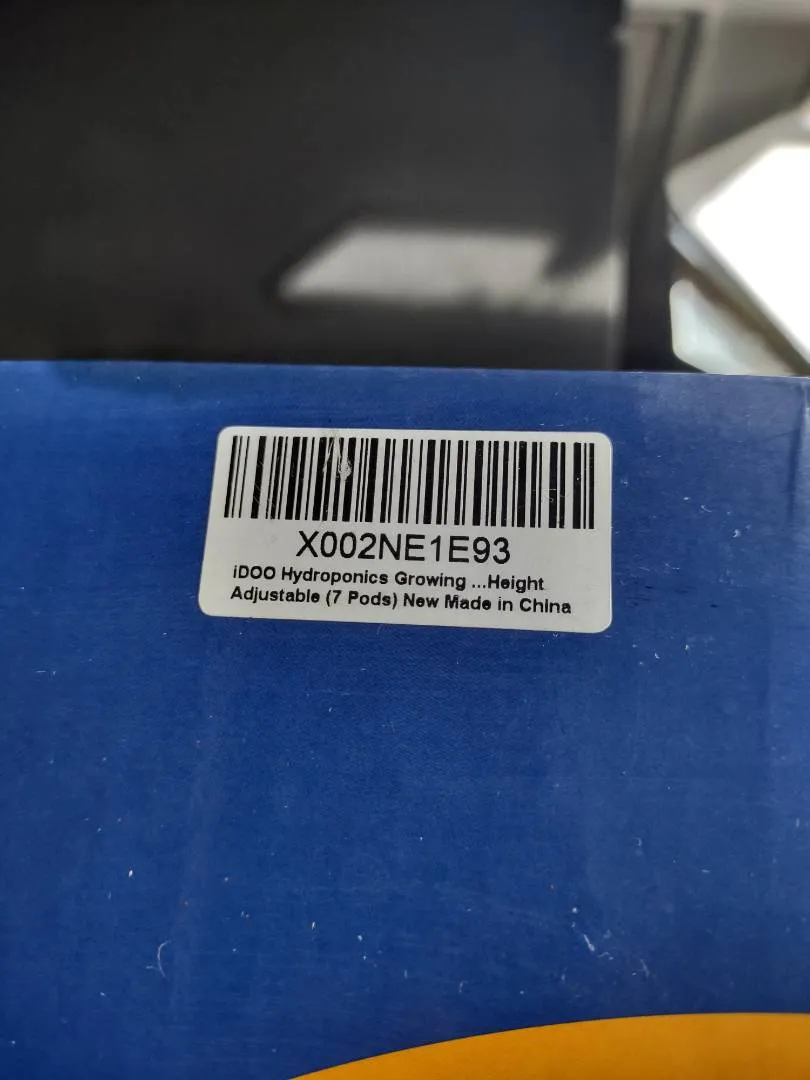 X002NE1E93
iDOO Hydroponics Growing ...Height
Adjustable (7 Pods) New Made in China